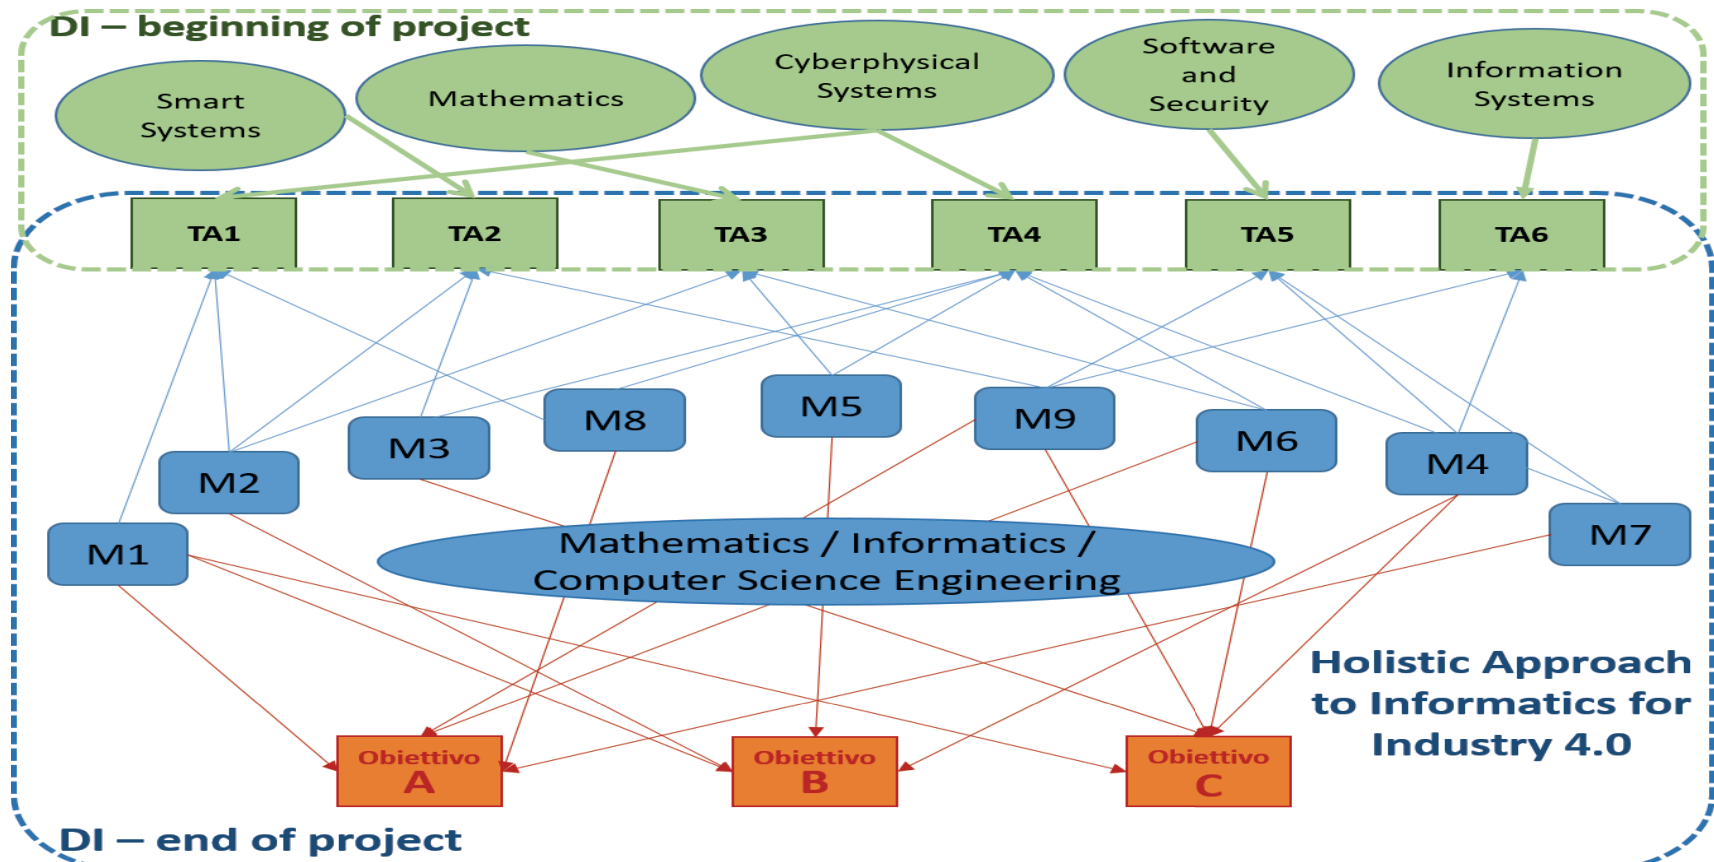 DI – beginning of project
Smart
Systems
Mathematics
Cyberphysical
Systems
Software
and
Security
Information
Systems
TA1
TA2
TA3
TA4
TA5
TA6
M1
M2
M3
M8
M5
M9
M6
M4
M7
Mathematics / Informatics /
Computer Science Engineering
Holistic Approach
to Informatics for
Industry 4.0
Obiettivo
A
Obiettivo
B
Obiettivo
C
DI – end of project